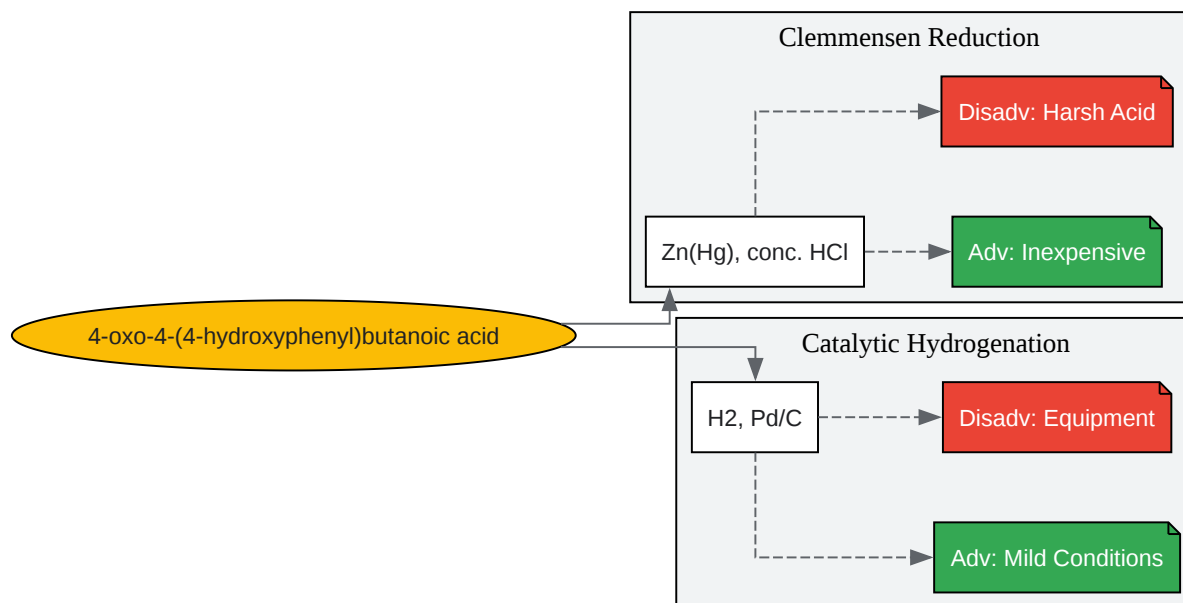 Clemmensen Reduction
Disadv: Harsh Acid
Zn(Hg), conc. HCl
Adv: Inexpensive
4-oxo-4-(4-hydroxyphenyl)butanoic acid
Catalytic Hydrogenation
H2, Pd/C
Disadv: Equipment
Adv: Mild Conditions